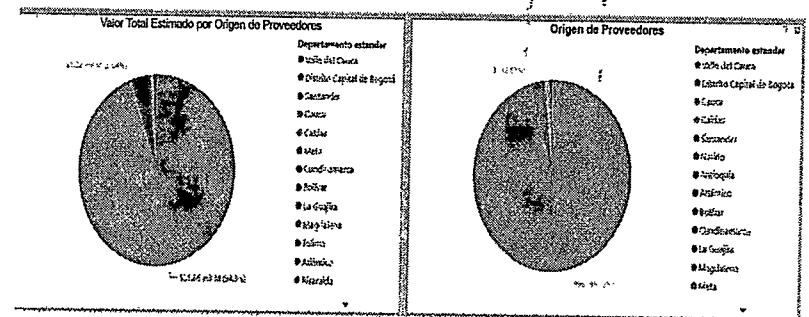 Valor Total Estimado por Origen de Proveedores
Departamento estander
Valle del Cauca
Distrito Capital de Bogotá
Santander
Cauca
Caldas
Meta
Cundinamarca
Bolívar
La Guajira
Magdalena
Tolima
Atlántico
Risaralda
Origen de Proveedores
Departamento estander
Valle del Cauca
Distrito Capital de Bogotá
Cauca
Caldas
Santander
Nariño
Antioquia
Atlántico
Bolívar
Cundinamarca
La Guajira
Magdalena
Meta